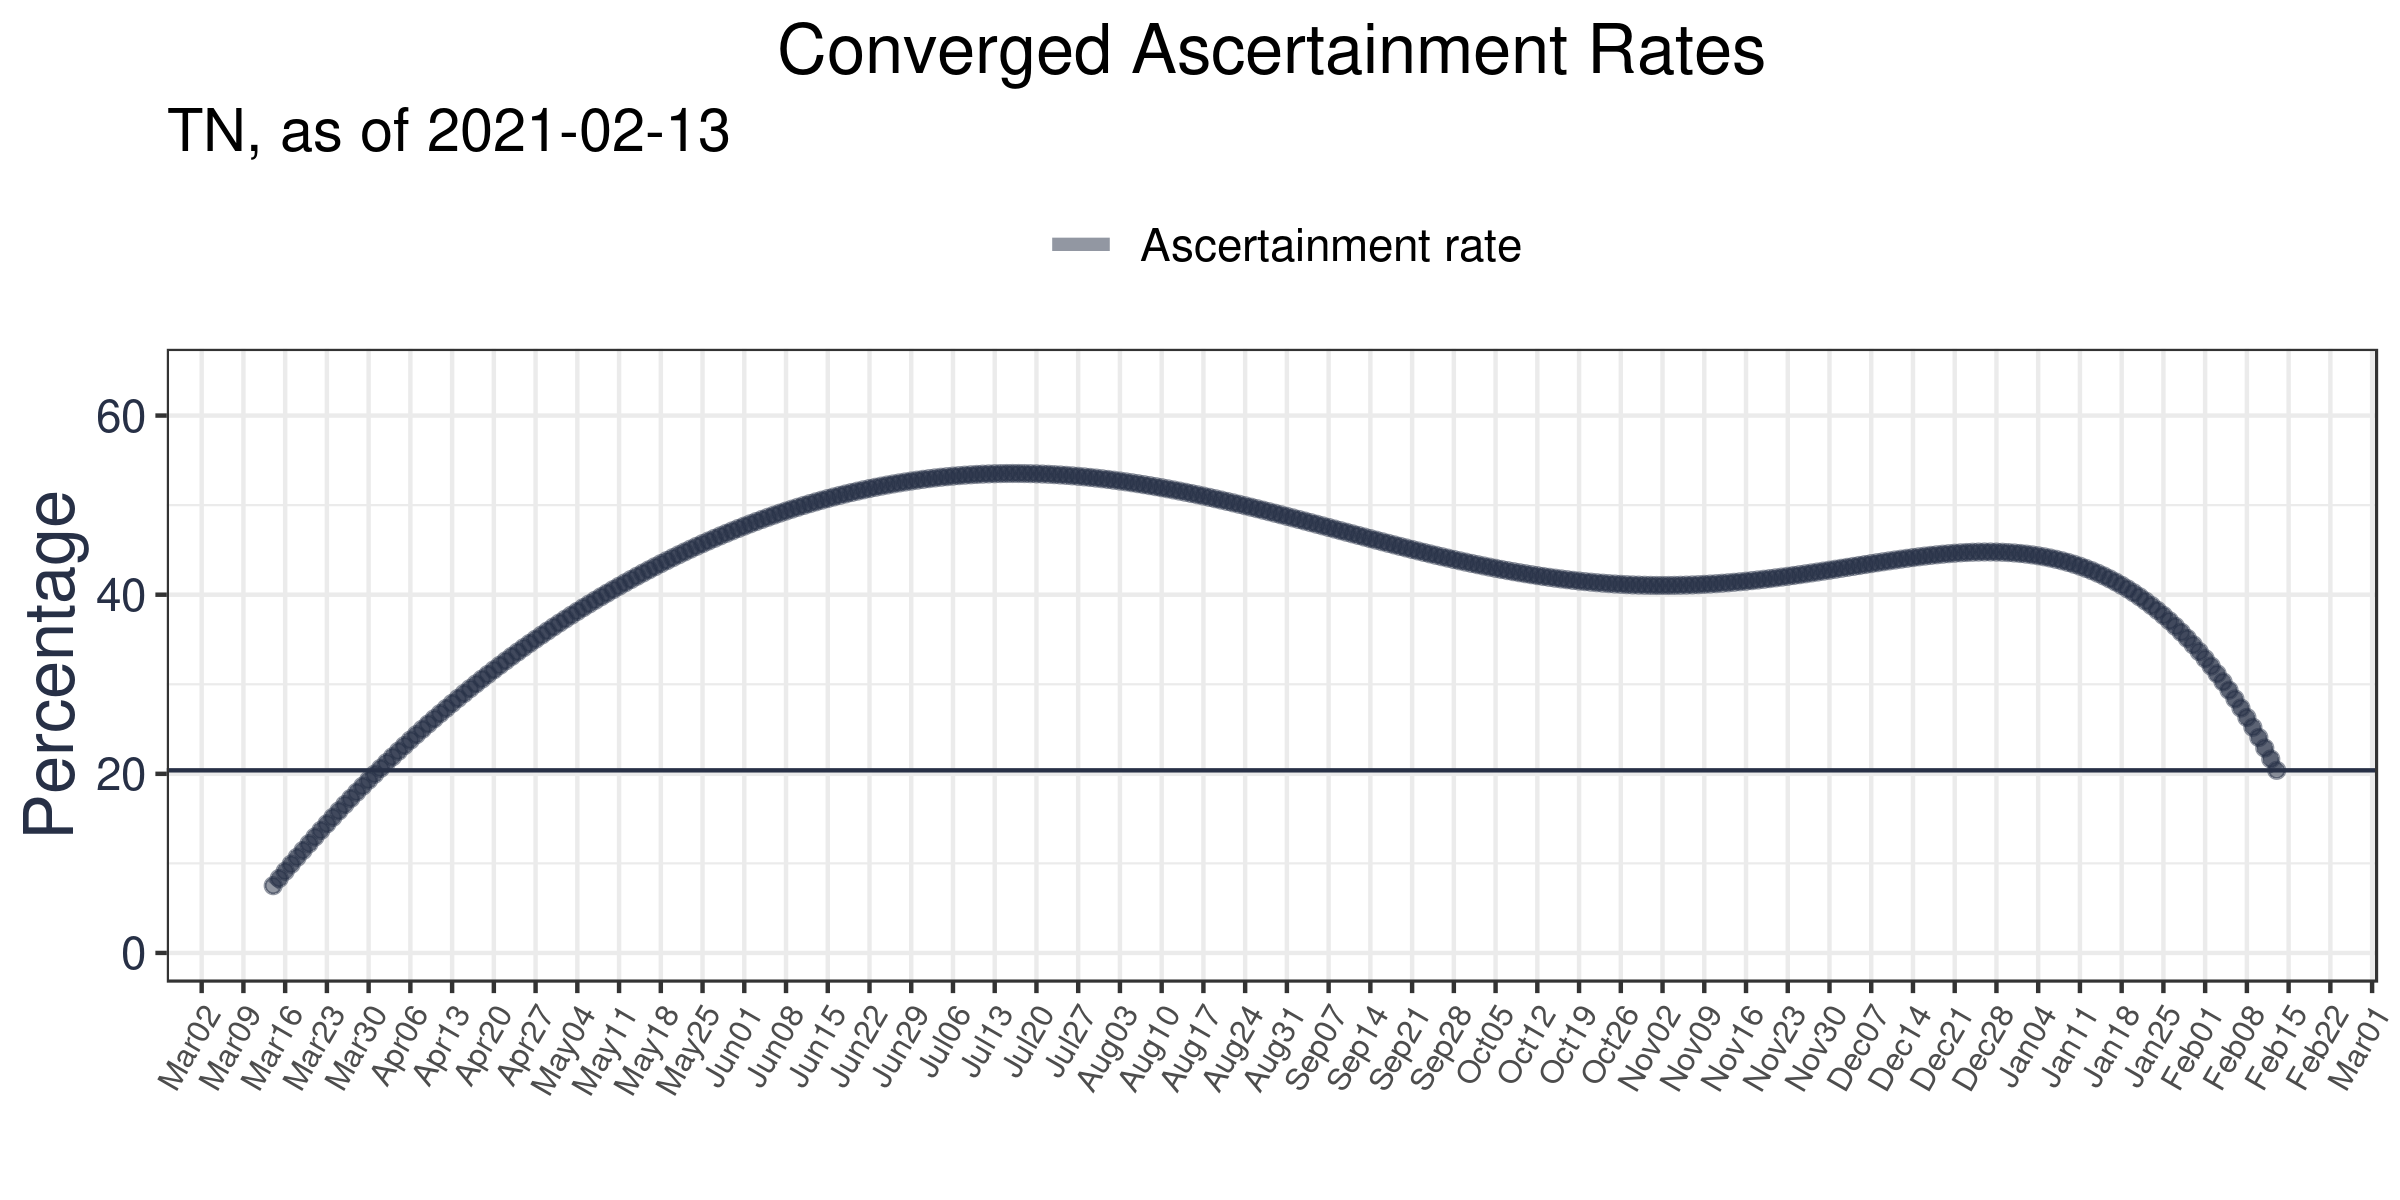 Converged Ascertainment Rates
TN, as of 2021-02-13
Ascertainment rate
Percentage
60
40
20
0
Mar02
Mar09
Mar16
Mar23
Mar30
Apr06
Apr13
Apr20
Apr27
May04
May11
May18
May25
Jun01
Jun08
Jun15
Jun22
Jun29
Jul06
Jul13
Jul20
Jul27
Aug03
Aug10
Aug17
Aug24
Aug31
Sep07
Sep14
Sep21
Sep28
Oct05
Oct12
Oct19
Oct26
Nov02
Nov09
Nov16
Nov23
Nov30
Dec07
Dec14
Dec21
Dec28
Jan04
Jan11
Jan18
Jan25
Feb01
Feb08
Feb15
Feb22
Mar01